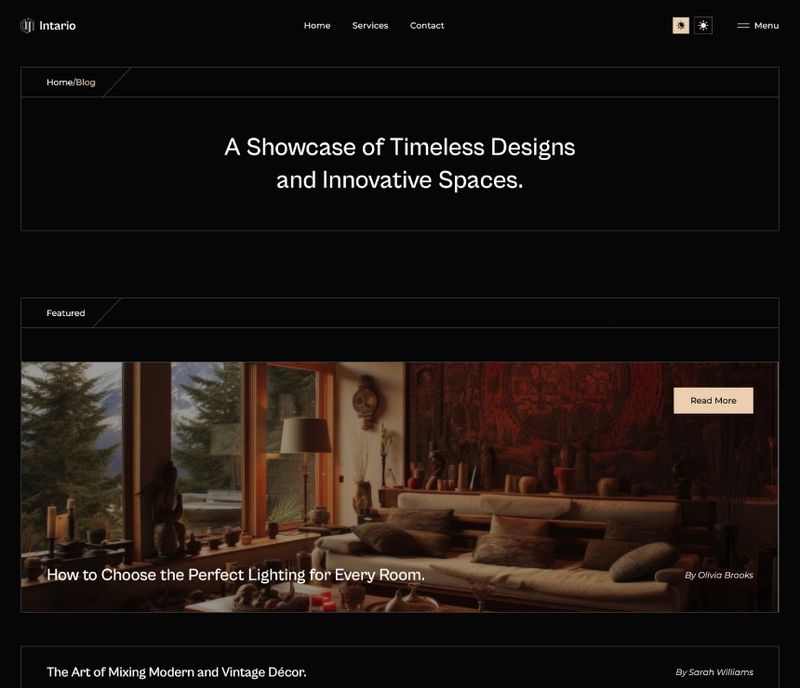 Intario
Home
Services
Contact
Menu
Home/Blog
A Showcase of Timeless Designs
and Innovative Spaces.
Featured
Read More
How to Choose the Perfect Lighting for Every Room.
By Olivia Brooks
The Art of Mixing Modern and Vintage Décor.
By Sarah Williams